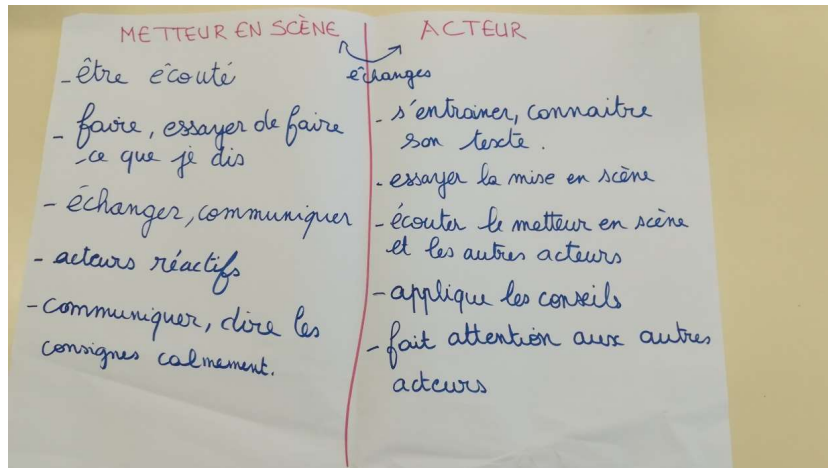 METTEUR EN SCÈNE
- être écouté
- faire, essayer de faire
ce que je dis
- échanger, communiquer
- acteurs réactifs
- communiquer, dire les
consignes calmement.
échanges
ACTEUR
- s'entrainer, connaitre
son texte.
- essayer la mise en scène
- écouter le metteur en scène
et les autres acteurs
- applique les conseils
- fait attention aux autres
acteurs